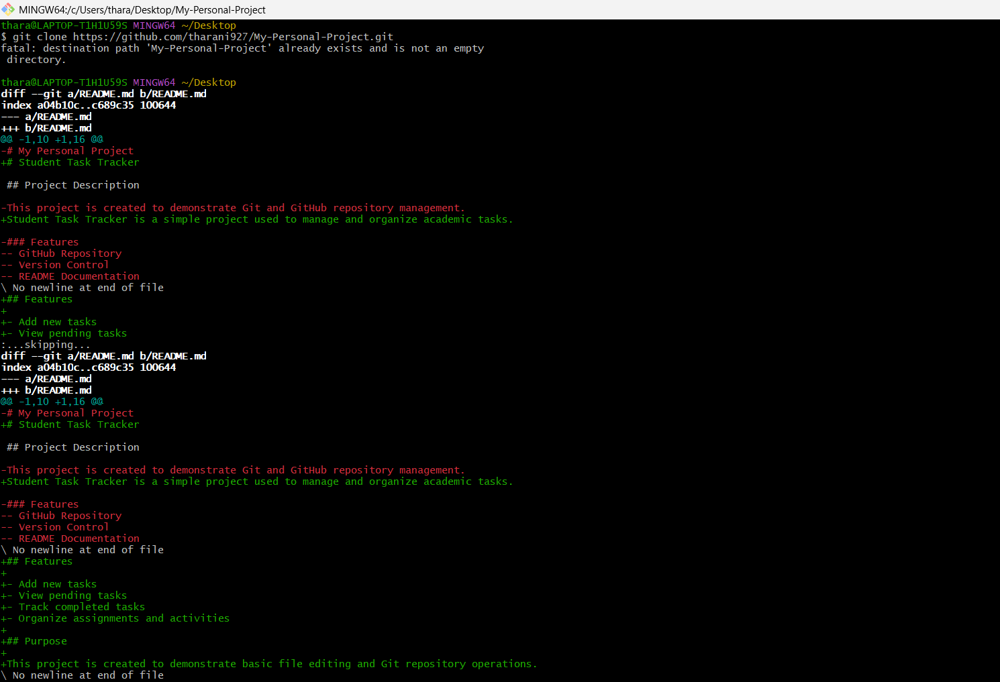 MINGW64:/c/Users/thara/Desktop/My-Personal-Project
thara@LAPTOP-T1H1U59S MINGW64 ~/Desktop
$ git clone https://github.com/tharani927/My-Personal-Project.git
fatal: destination path 'My-Personal-Project' already exists and is not an empty
 directory.

thara@LAPTOP-T1H1U59S MINGW64 ~/Desktop
diff --git a/README.md b/README.md
index a04b10c..c689c35 100644
--- a/README.md
+++ b/README.md
@@ -1,10 +1,16 @@
-# My Personal Project
+# Student Task Tracker

 ## Project Description

-This project is created to demonstrate Git and GitHub repository management.
+Student Task Tracker is a simple project used to manage and organize academic tasks.

-### Features
-- GitHub Repository
-- Version Control
-- README Documentation
\ No newline at end of file
+## Features
+
+- Add new tasks
+- View pending tasks
:...skipping...
diff --git a/README.md b/README.md
index a04b10c..c689c35 100644
--- a/README.md
+++ b/README.md
@@ -1,10 +1,16 @@
-# My Personal Project
+# Student Task Tracker

 ## Project Description

-This project is created to demonstrate Git and GitHub repository management.
+Student Task Tracker is a simple project used to manage and organize academic tasks.

-### Features
-- GitHub Repository
-- Version Control
-- README Documentation
\ No newline at end of file
+## Features
+
+- Add new tasks
+- View pending tasks
+- Track completed tasks
+- Organize assignments and activities
+
+## Purpose
+
+This project is created to demonstrate basic file editing and Git repository operations.
\ No newline at end of file